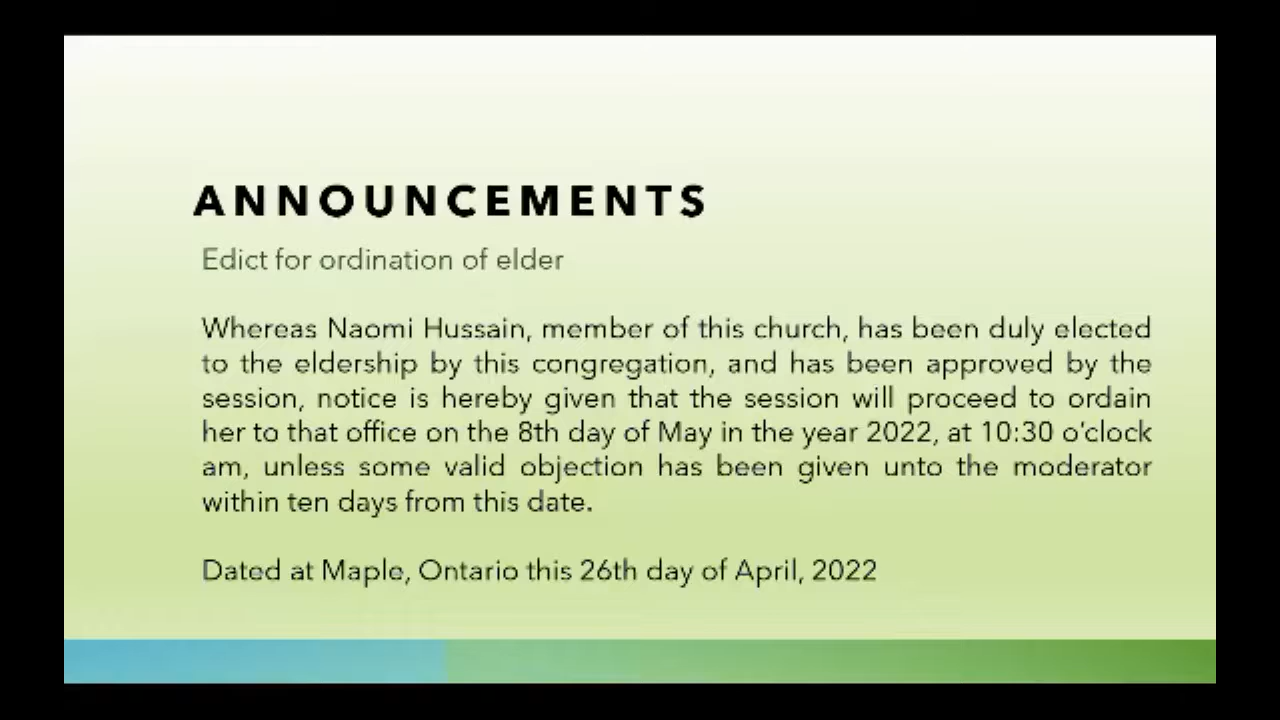 ANNOUNCEMENTS
Edict for ordination of elder
Whereas Naomi Hussain, member of this church, has been duly elected
to the eldership by this congregation, and has been approved by the
session, notice is hereby given that the session will proceed to ordain
her to that office on the 8th day of May in the year 2022, at 10:30 o'clock
am, unless some valid objection has been given unto the moderator
within ten days from this date.
Dated at Maple, Ontario this 26th day of April, 2022